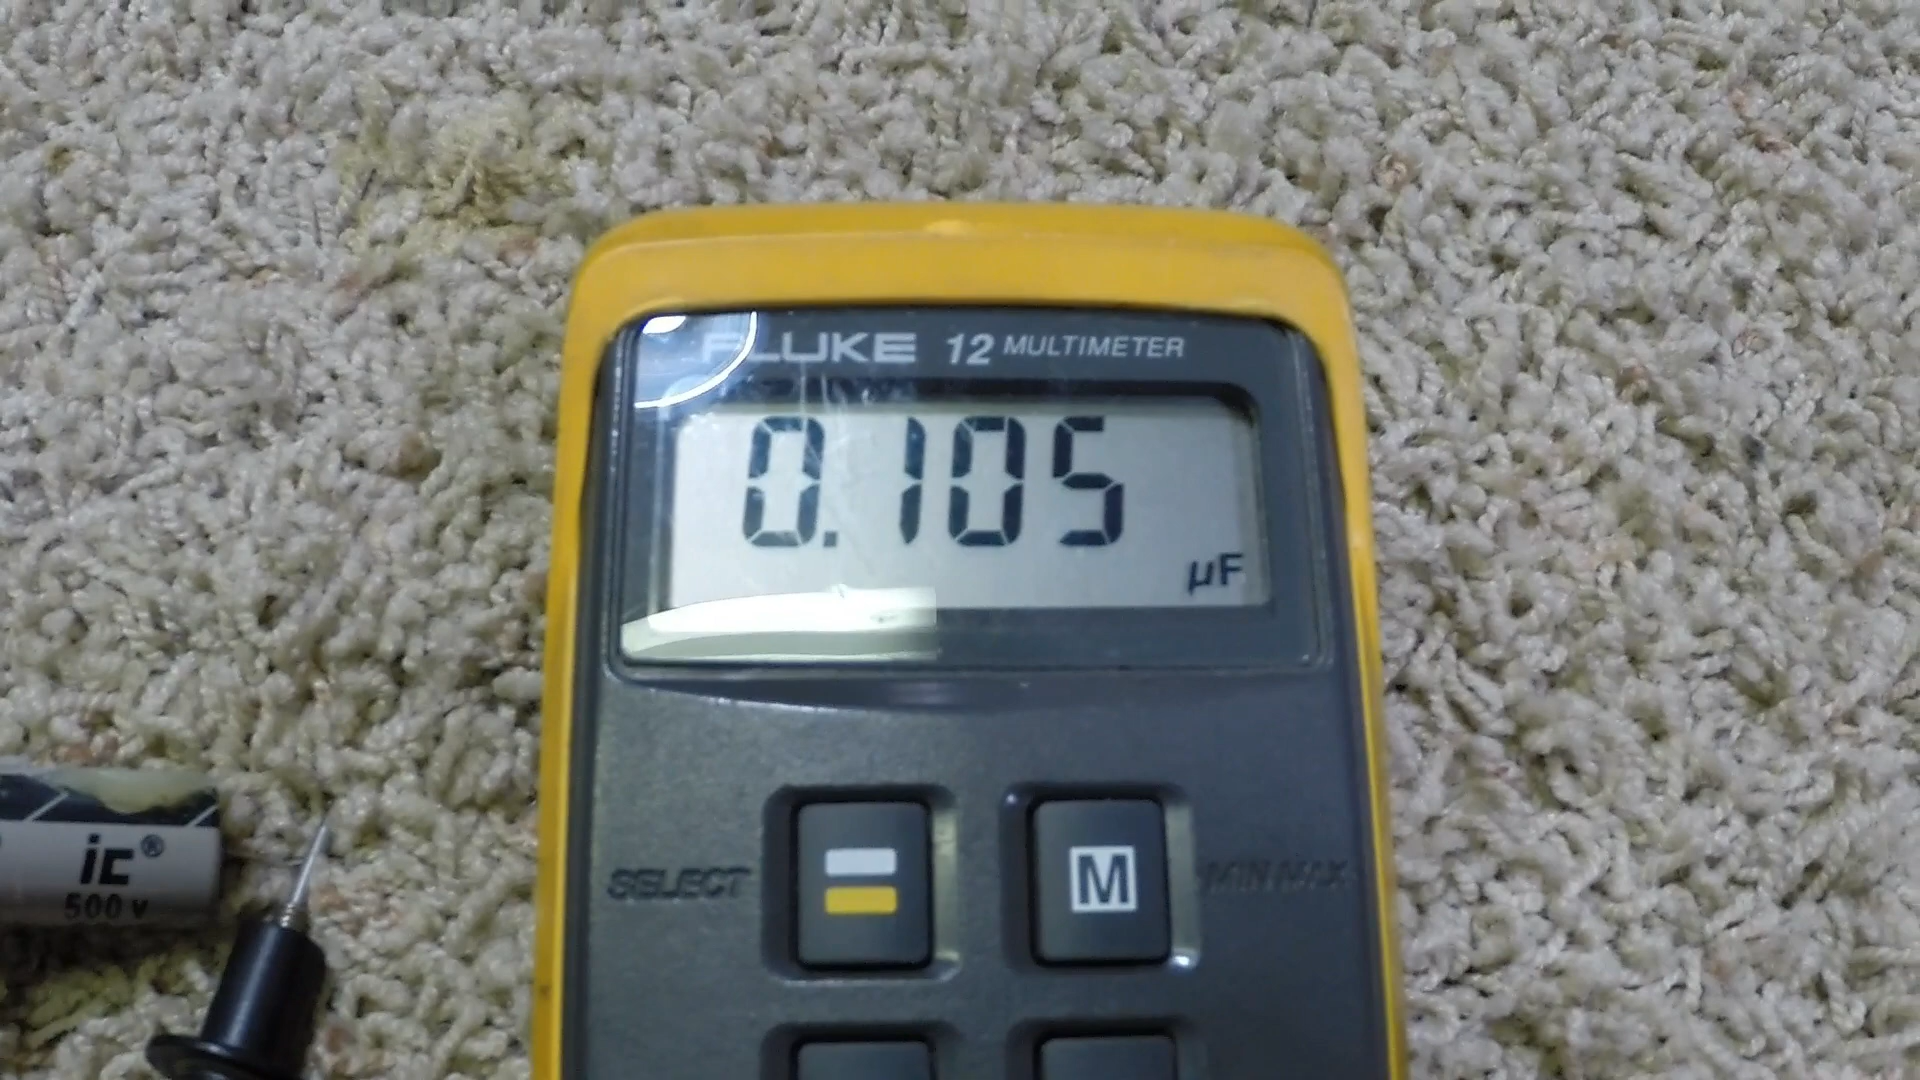 FLUKE 12 MULTIMETER
0.105
µF
SELECT
M
MIN MAX
ic®
500 v